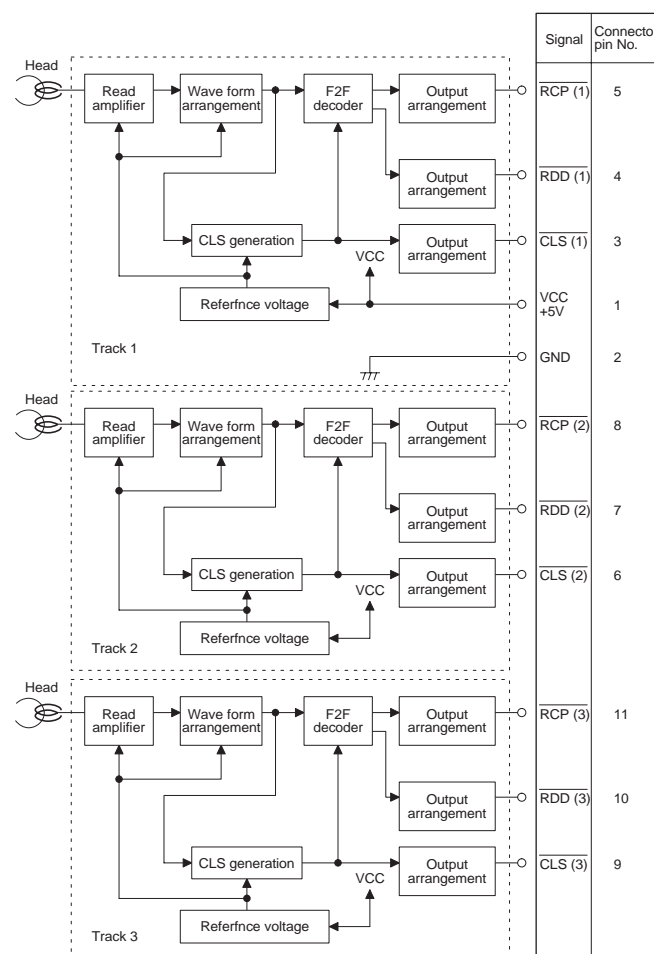 Signal
Connecto
pin No.
Head
Read
amplifier
Wave form
arrangement
F2F
decoder
Output
arrangement
RCP (1)
5
Output
arrangement
RDD (1)
4
CLS generation
Output
arrangement
CLS (1)
3
VCC
Referfnce voltage
VCC
+5V
1
Track 1
GND
2
Head
Read
amplifier
Wave form
arrangement
F2F
decoder
Output
arrangement
RCP (2)
8
Output
arrangement
RDD (2)
7
CLS generation
Output
arrangement
CLS (2)
6
VCC
Referfnce voltage
Track 2
Head
Read
amplifier
Wave form
arrangement
F2F
decoder
Output
arrangement
RCP (3)
11
Output
arrangement
RDD (3)
10
CLS generation
Output
arrangement
CLS (3)
9
VCC
Referfnce voltage
Track 3